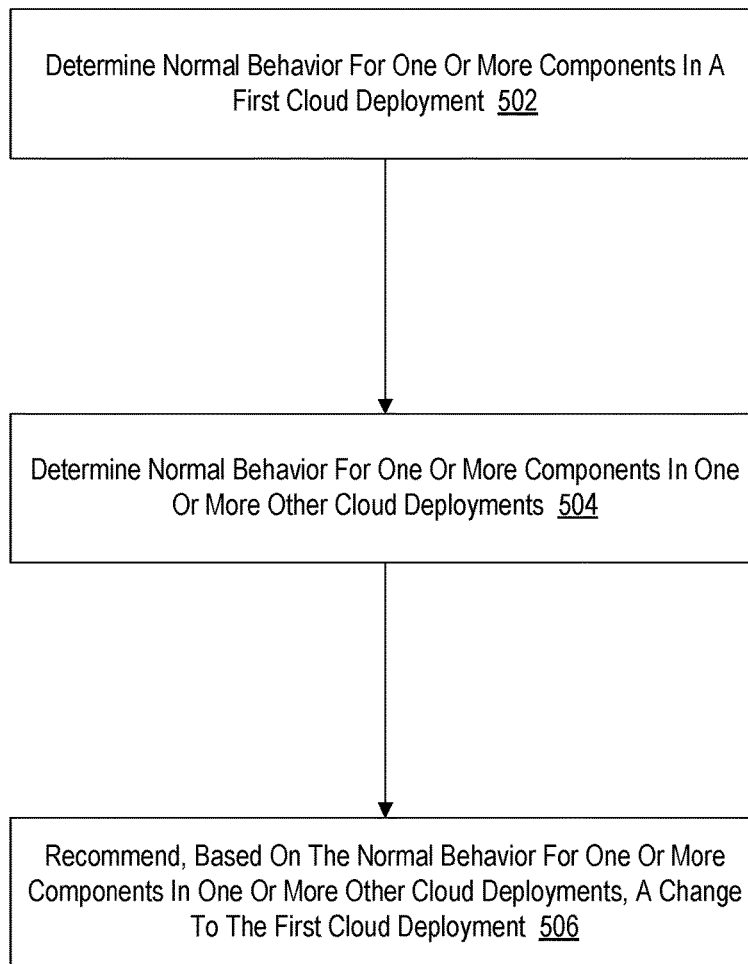 Determine Normal Behavior For One Or More Components In A
First Cloud Deployment 502
Determine Normal Behavior For One Or More Components In One
Or More Other Cloud Deployments 504
Recommend, Based On The Normal Behavior For One Or More
Components In One Or More Other Cloud Deployments, A Change
To The First Cloud Deployment 506